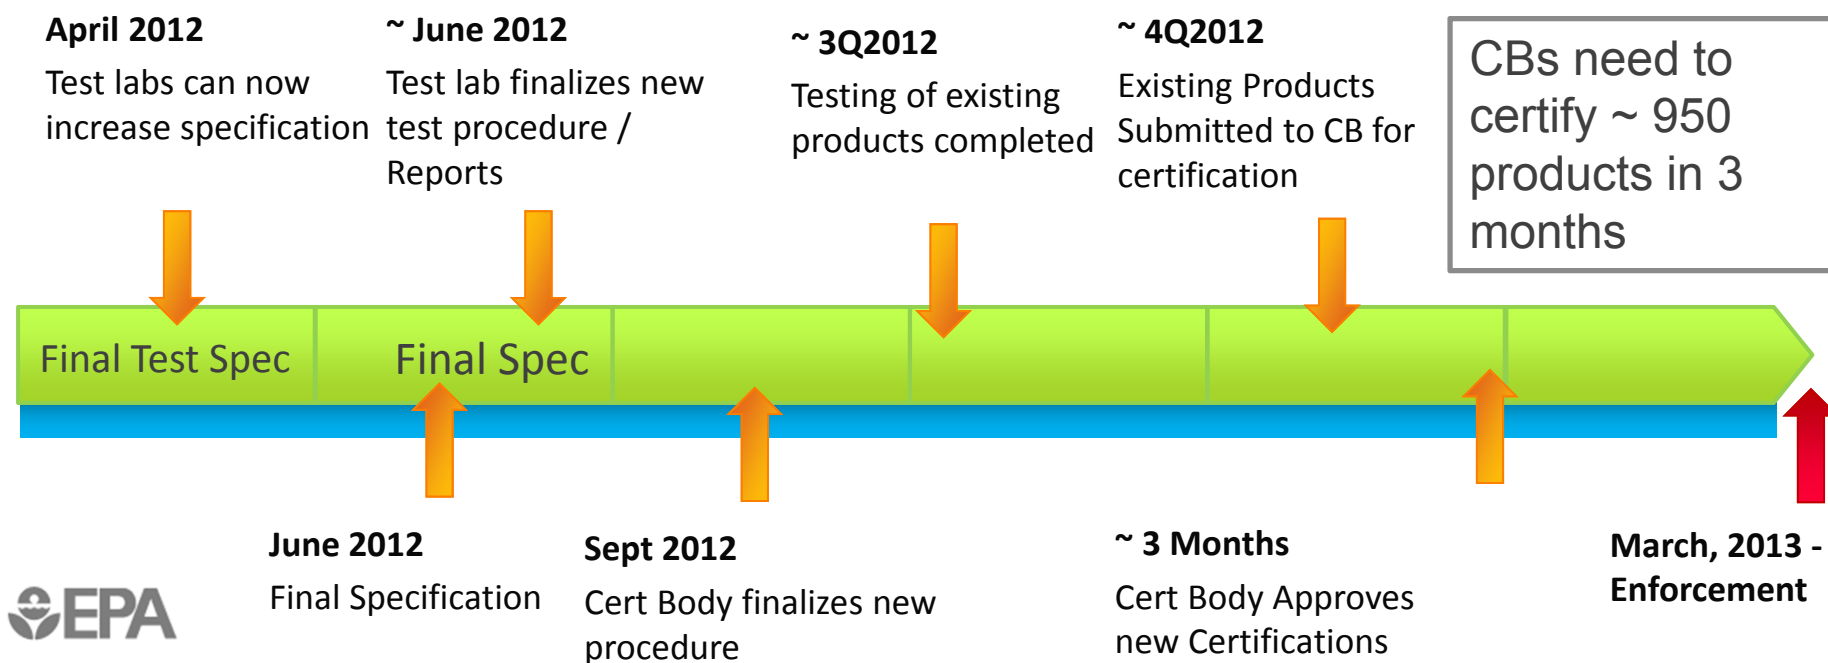 April 2012
Test labs can now
increase specification
~ June 2012
Test lab finalizes new
test procedure /
Reports
~ 3Q2012
Testing of existing
products completed
~ 4Q2012
Existing Products
Submitted to CB for
certification
CBs need to
certify ~ 950
products in 3
months
Final Test Spec
Final Spec
June 2012
Final Specification
Sept 2012
Cert Body finalizes new
procedure
~ 3 Months
Cert Body Approves
new Certifications
March, 2013 -
Enforcement
EPA